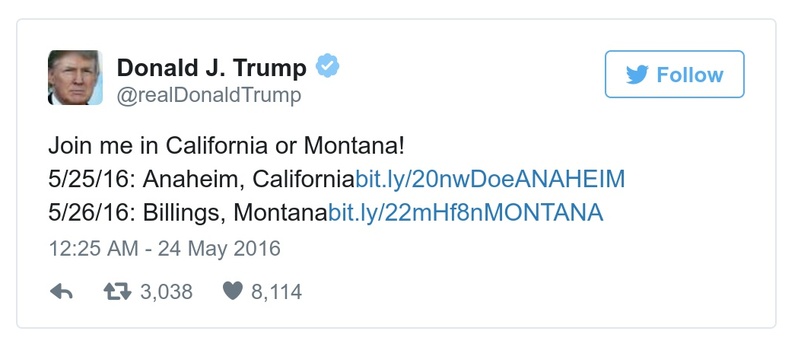 Donald J. Trump
@realDonaldTrump
Follow
Join me in California or Montana!
5/25/16: Anaheim, Californiabit.ly/20nwDoeANAHEIM
5/26/16: Billings, Montanabit.ly/22mHf8nMONTANA
12:25 AM - 24 May 2016
3,038 8,114